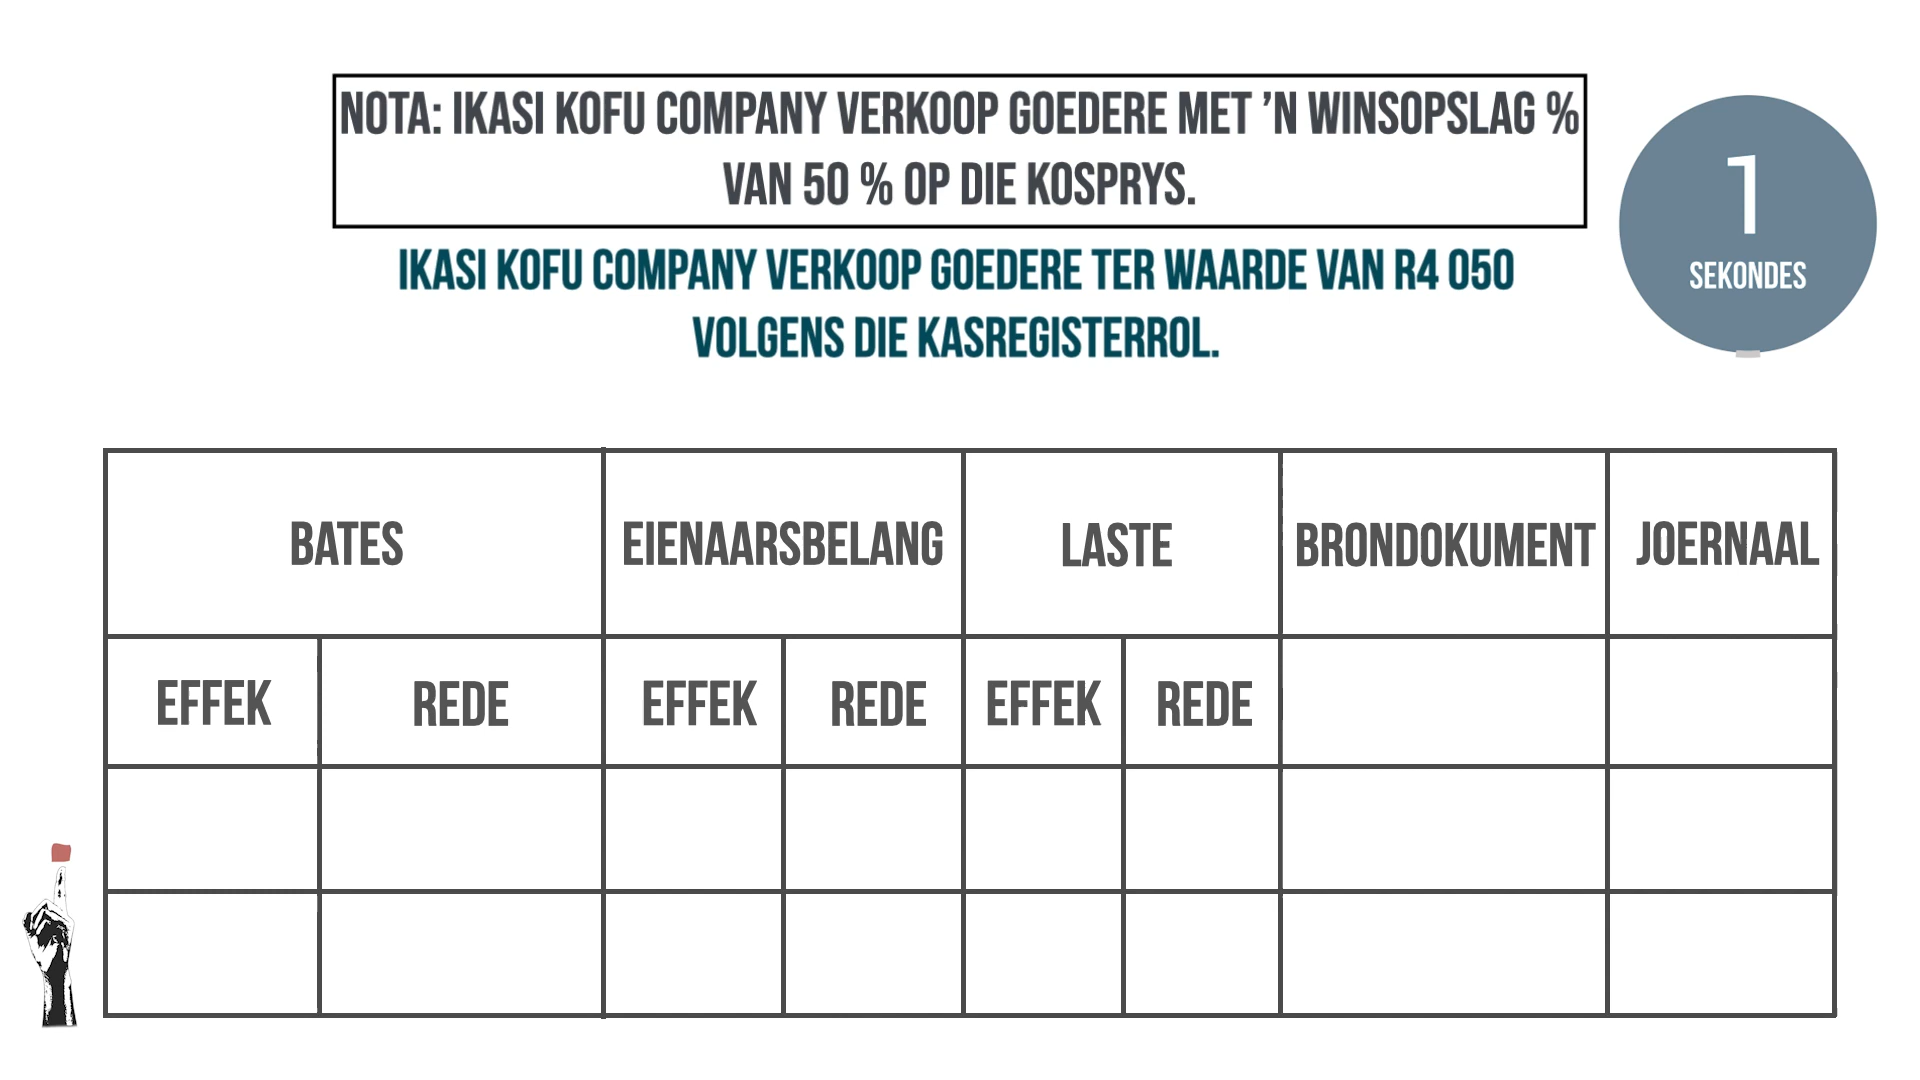 NOTA: IKASI KOFU COMPANY VERKOOP GOEDERE MET ’N WINSOPSLAG %
VAN 50 % OP DIE KOSPRYS.
IKASI KOFU COMPANY VERKOOP GOEDERE TER WAARDE VAN R4 050
VOLGENS DIE KASREGISTERROL.
1
SEKONDES
BATES EIENAARSBELANG LASTE BRONDOKUMENT JOERNAAL
EFFEK REDE EFFEK REDE EFFEK REDE